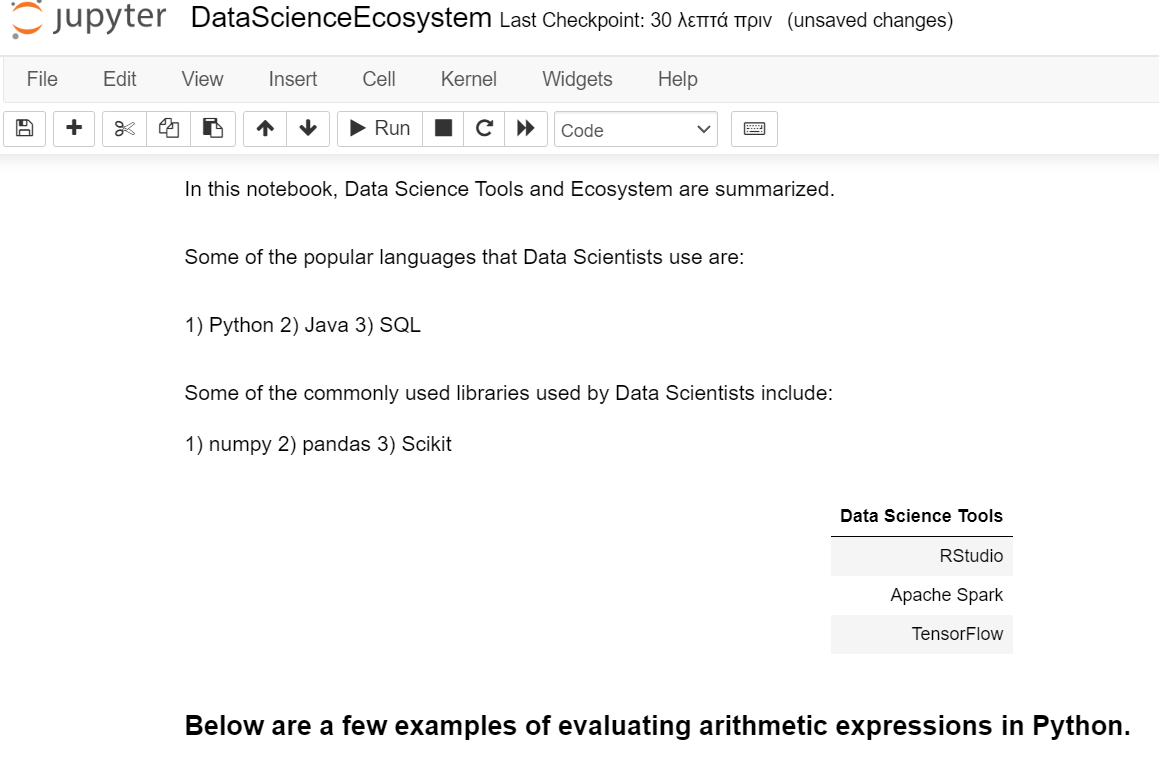 jupyter DataScienceEcosystem Last Checkpoint: 30 λεπτά πριν (unsaved changes)
File Edit View Insert Cell Kernel Widgets Help
Run Code
In this notebook, Data Science Tools and Ecosystem are summarized.
Some of the popular languages that Data Scientists use are:
1) Python 2) Java 3) SQL
Some of the commonly used libraries used by Data Scientists include:
1) numpy 2) pandas 3) Scikit
Data Science Tools
RStudio
Apache Spark
TensorFlow
Below are a few examples of evaluating arithmetic expressions in Python.